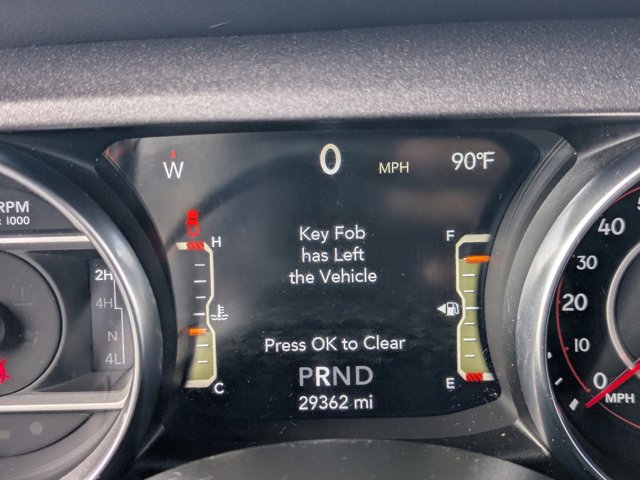 W 0 MPH 90°F
RPM
x 1000
H
Key Fob
has Left
the Vehicle
F
2H
4H
N
4L
Press OK to Clear
C
E
PRND
29362 mi
40
30
20
10
0
MPH